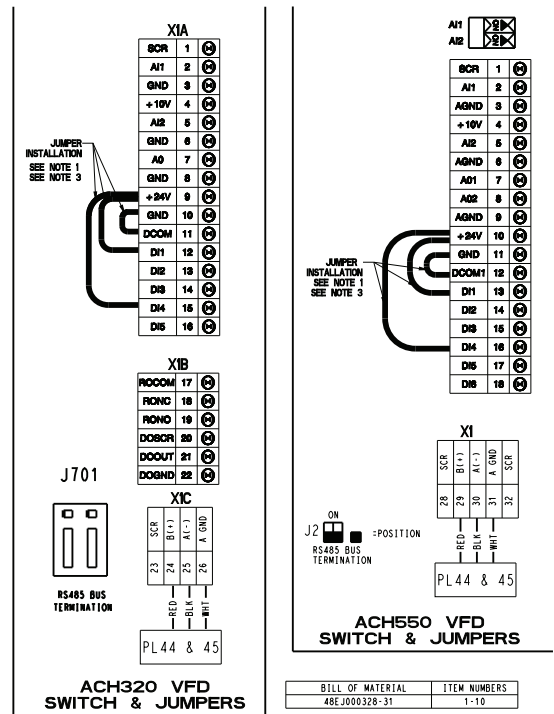 X1A
SCR 1
AI1 2
GND 3
+10V 4
AI2 5
GND 6
A0 7
GND 8
+24V 9
GND 10
DCOM 11
DI1 12
DI2 13
DI3 14
DI4 15
DI5 16
JUMPER
INSTALLATION
SEE NOTE 1
SEE NOTE 3
X1B
ROCOM 17
RONC 18
RONO 19
DOSCR 20
DOOUT 21
DOGND 22
J701
RS485 BUS
TERMINATION
X1C
SCR B(+) A(-) A GND
23 24 25 26
RED BLK WHT
PL44 & 45
ACH320 VFD
SWITCH & JUMPERS
AI1
AI2
ON
SCR 1
AI1 2
AGND 3
+10V 4
AI2 5
AGND 6
A01 7
A02 8
AGND 9
+24V 10
GND 11
DCOM1 12
DI1 13
DI2 14
DI3 15
DI4 16
DI5 17
DI6 18
JUMPER
INSTALLATION
SEE NOTE 1
SEE NOTE 3
X1
SCR B(+) A(-) A GND SCR
28 29 30 31 32
ON
J2 =POSITION
RS485 BUS
TERMINATION
RED BLK WHT
PL44 & 45
ACH550 VFD
SWITCH & JUMPERS
BILL OF MATERIAL ITEM NUMBERS
48EJ000328-31 1-10